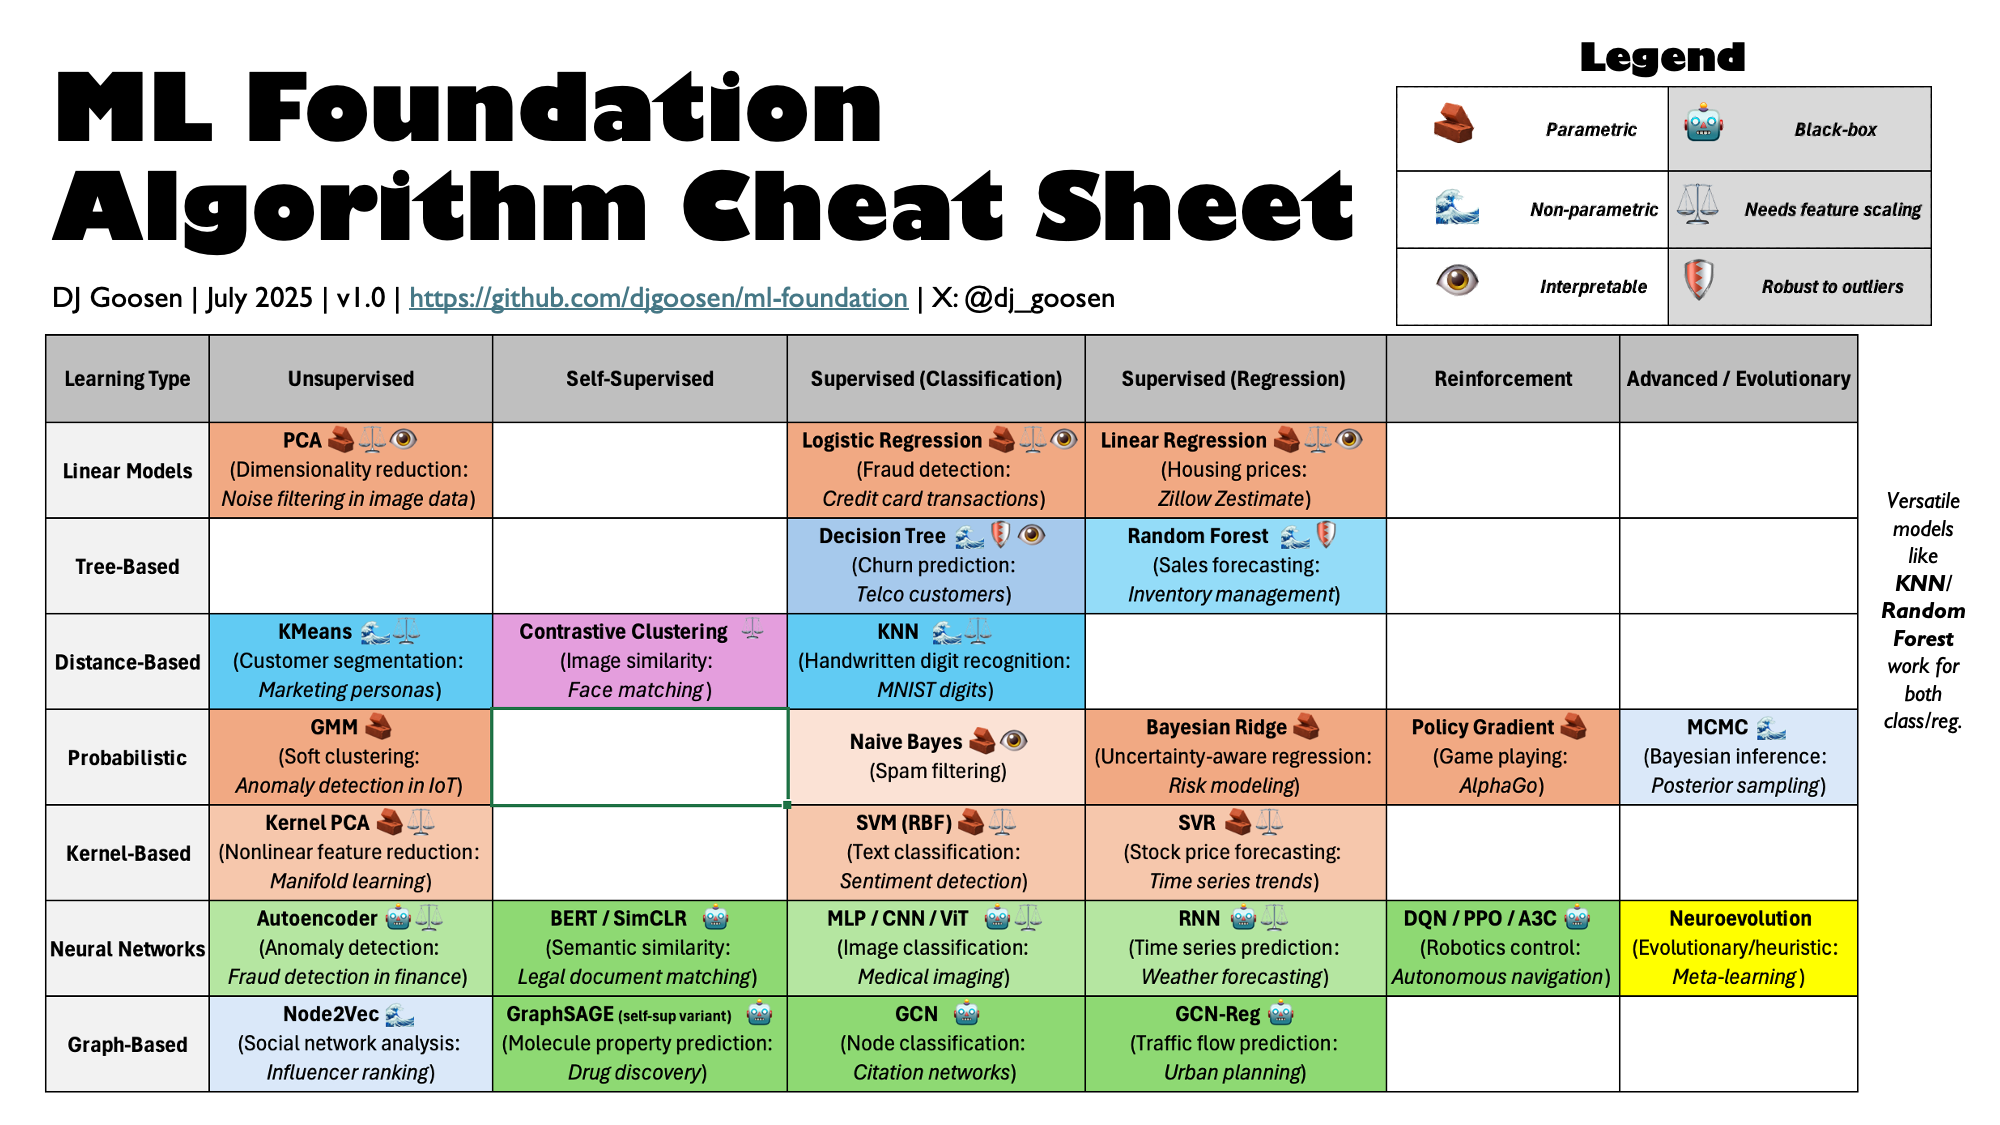 ML Foundation
Algorithm Cheat Sheet
DJ Goosen | July 2025 | v1.0 | https://github.com/djgoosen/ml-foundation | X: @dj_goosen
Legend
Parametric
Black-box
Non-parametric
Needs feature scaling
Interpretable
Robust to outliers
Learning Type
Unsupervised
Self-Supervised
Supervised (Classification)
Supervised (Regression)
Reinforcement
Advanced / Evolutionary
Linear Models
PCA
(Dimensionality reduction:
Noise filtering in image data)
Logistic Regression
(Fraud detection:
Credit card transactions)
Linear Regression
(Housing prices:
Zillow Zestimate)
Tree-Based
Decision Tree
(Churn prediction:
Telco customers)
Random Forest
(Sales forecasting:
Inventory management)
Distance-Based
KMeans
(Customer segmentation:
Marketing personas)
Contrastive Clustering
(Image similarity:
Face matching)
KNN
(Handwritten digit recognition:
MNIST digits)
Probabilistic
GMM
(Soft clustering:
Anomaly detection in IoT)
Naive Bayes
(Spam filtering)
Bayesian Ridge
(Uncertainty-aware regression:
Risk modeling)
Policy Gradient
(Game playing:
AlphaGo)
MCMC
(Bayesian inference:
Posterior sampling)
Kernel-Based
Kernel PCA
(Nonlinear feature reduction:
Manifold learning)
SVM (RBF)
(Text classification:
Sentiment detection)
SVR
(Stock price forecasting:
Time series trends)
Neural Networks
Autoencoder
(Anomaly detection:
Fraud detection in finance)
BERT / SimCLR
(Semantic similarity:
Legal document matching)
MLP / CNN / ViT
(Image classification:
Medical imaging)
RNN
(Time series prediction:
Weather forecasting)
DQN / PPO / A3C
(Robotics control:
Autonomous navigation)
Neuroevolution
(Evolutionary/heuristic:
Meta-learning)
Graph-Based
Node2Vec
(Social network analysis:
Influencer ranking)
GraphSAGE (self-sup variant)
(Molecule property prediction:
Drug discovery)
GCN
(Node classification:
Citation networks)
GCN-Reg
(Traffic flow prediction:
Urban planning)
Versatile
models
like
KNN/
Random
Forest
work for
both
class/reg.